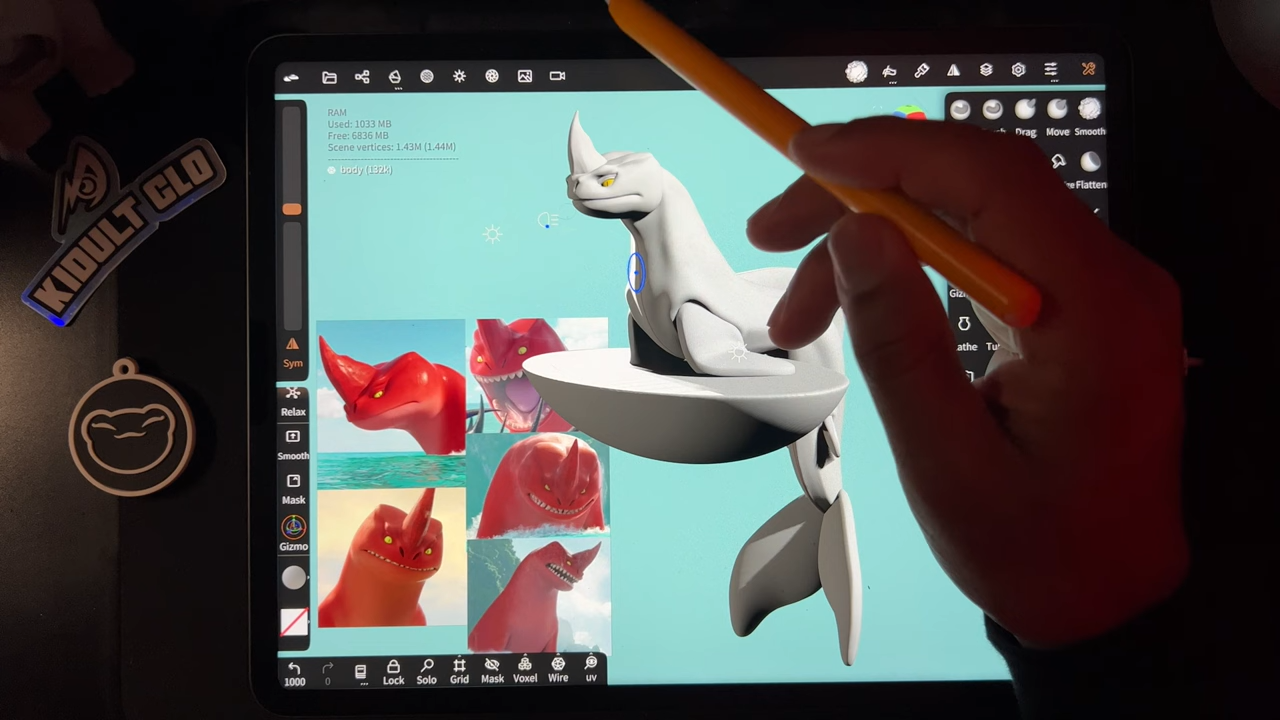 RAM
Used: 1033 MB
Free: 6836 MB
Scene vertices: 1.43M (1.44M)
body (132k)
KIDULT GLO
Drag
Move
Smooth
Flatten
Sym
Relax
Smooth
Mask
Gizmo
1000
0
Lock
Solo
Grid
Mask
Voxel
Wire
uv